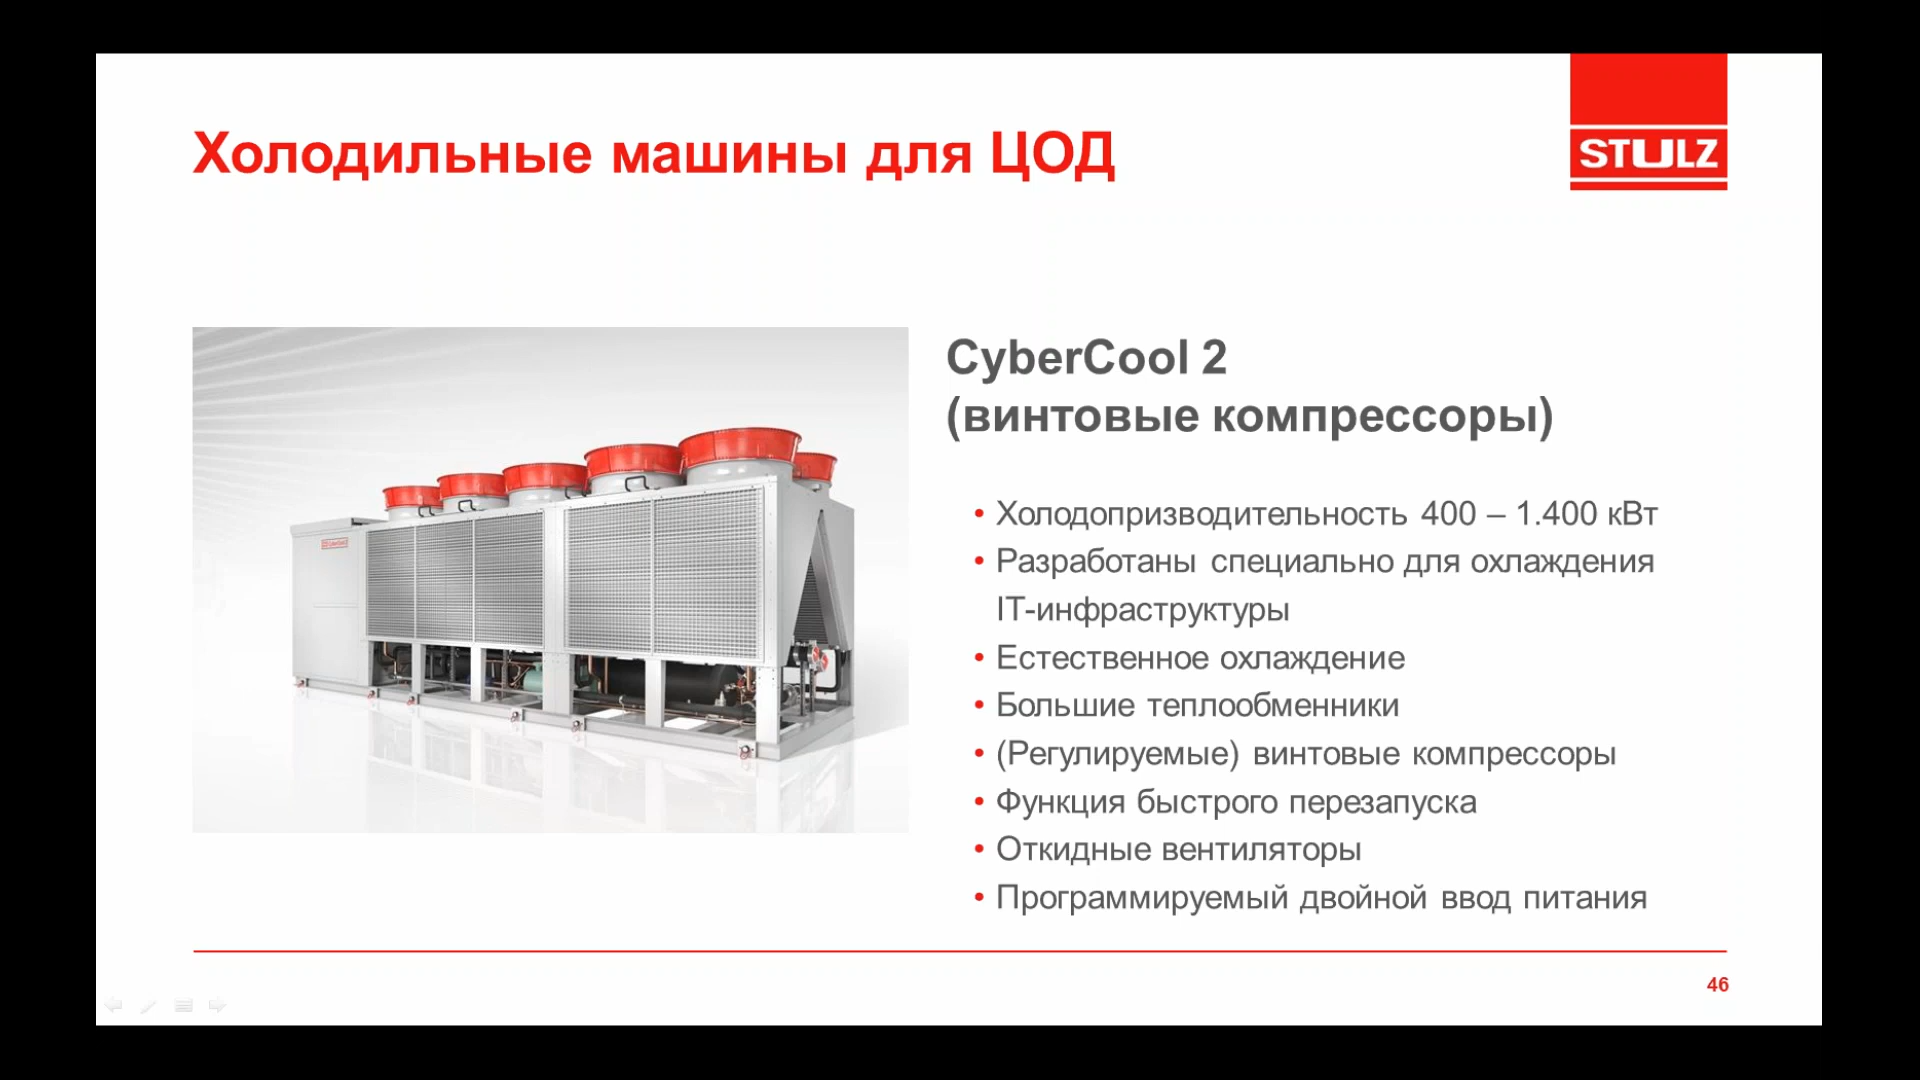 Холодильные машины для ЦОД
STULZ
CyberCool 2
(винтовые компрессоры)
• Холодопризводительность 400 – 1.400 кВт
• Разработаны специально для охлаждения
IT-инфраструктуры
• Естественное охлаждение
• Большие теплообменники
• (Регулируемые) винтовые компрессоры
• Функция быстрого перезапуска
• Откидные вентиляторы
• Программируемый двойной ввод питания
46